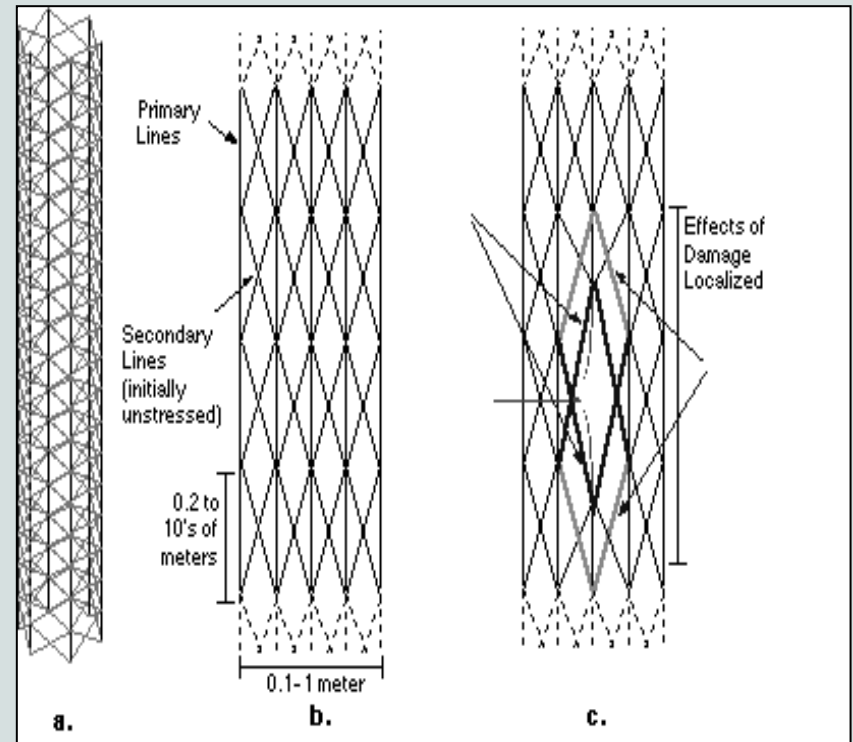 Primary
Lines
Secondary
Lines
(initially
unstressed)
0.2 to
10's of
meters
0.1-1 meter
Effects of
Damage
Localized
a.
b.
c.